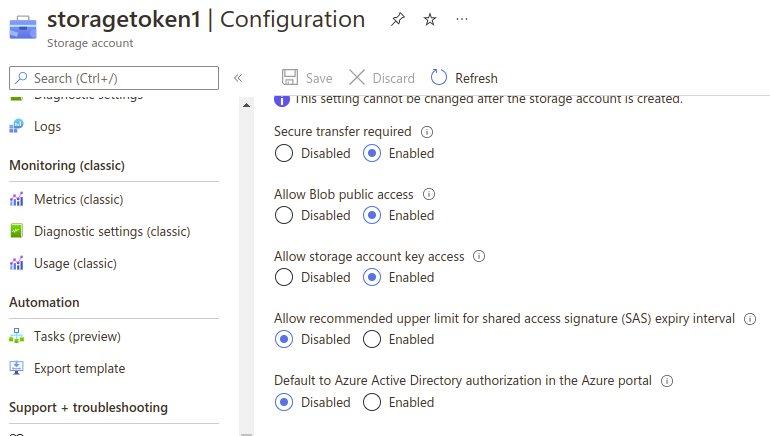 storagetoken1 | Configuration
Storage account
Search (Ctrl+/)
Save
Discard
Refresh
Diagnostic settings
Logs
Monitoring (classic)
Metrics (classic)
Diagnostic settings (classic)
Usage (classic)
Automation
Tasks (preview)
Export template
Support + troubleshooting
This setting cannot be changed after the storage account is created.
Secure transfer required
Disabled Enabled
Allow Blob public access
Disabled Enabled
Allow storage account key access
Disabled Enabled
Allow recommended upper limit for shared access signature (SAS) expiry interval
Disabled Enabled
Default to Azure Active Directory authorization in the Azure portal
Disabled Enabled